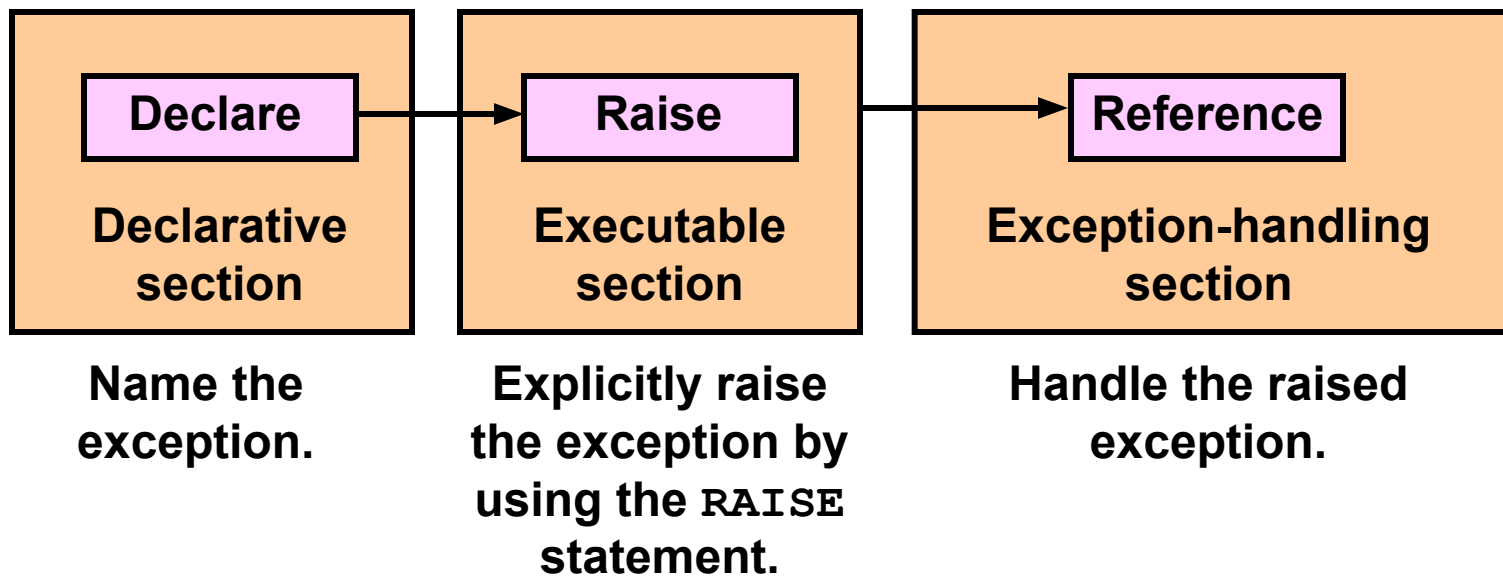 Declare
Declarative
section
Name the
exception.
Raise
Executable
section
Explicitly raise
the exception by
using the RAISE
statement.
Reference
Exception-handling
section
Handle the raised
exception.